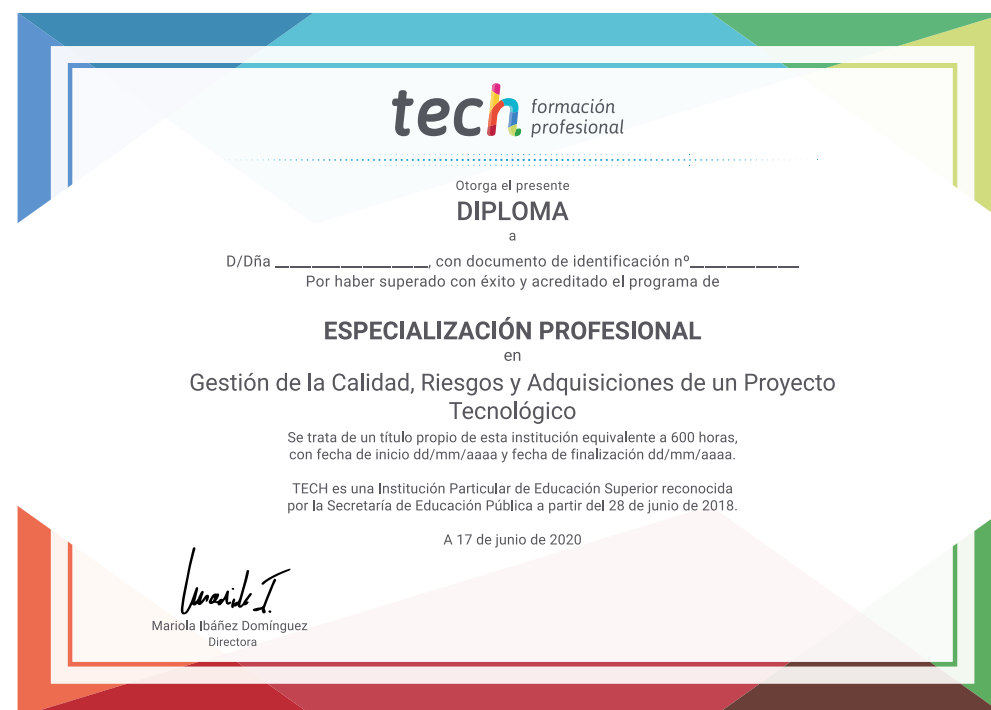 tech formación
profesional
Otorga el presente
DIPLOMA
a
D/Dña ____________________, con documento de identificación nº______________
Por haber superado con éxito y acreditado el programa de
ESPECIALIZACIÓN PROFESIONAL
en
Gestión de la Calidad, Riesgos y Adquisiciones de un Proyecto
Tecnológico
Se trata de un título propio de esta institución equivalente a 600 horas,
con fecha de inicio dd/mm/aaaa y fecha de finalización dd/mm/aaaa.
TECH es una Institución Particular de Educación Superior reconocida
por la Secretaría de Educación Pública a partir del 28 de junio de 2018.
A 17 de junio de 2020
Mariola Ibáñez Domínguez
Directora